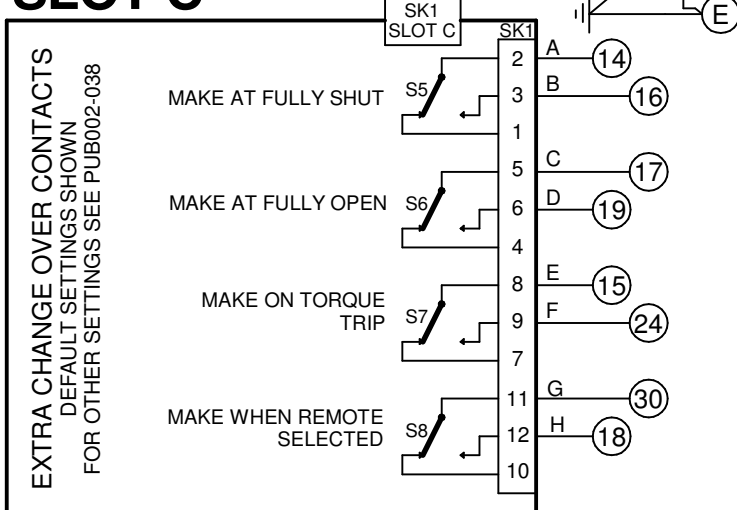 SLOT C
SK1
SLOT C
SK1
E
EXTRA CHANGE OVER CONTACTS
DEFAULT SETTINGS SHOWN
FOR OTHER SETTINGS SEE PUB002-038
MAKE AT FULLY SHUT
S5
2 A 14
3 B 16
1
MAKE AT FULLY OPEN
S6
5 C 17
6 D 19
4
MAKE ON TORQUE
TRIP
S7
8 E 15
9 F 24
7
MAKE WHEN REMOTE
SELECTED
S8
11 G 30
12 H 18
10